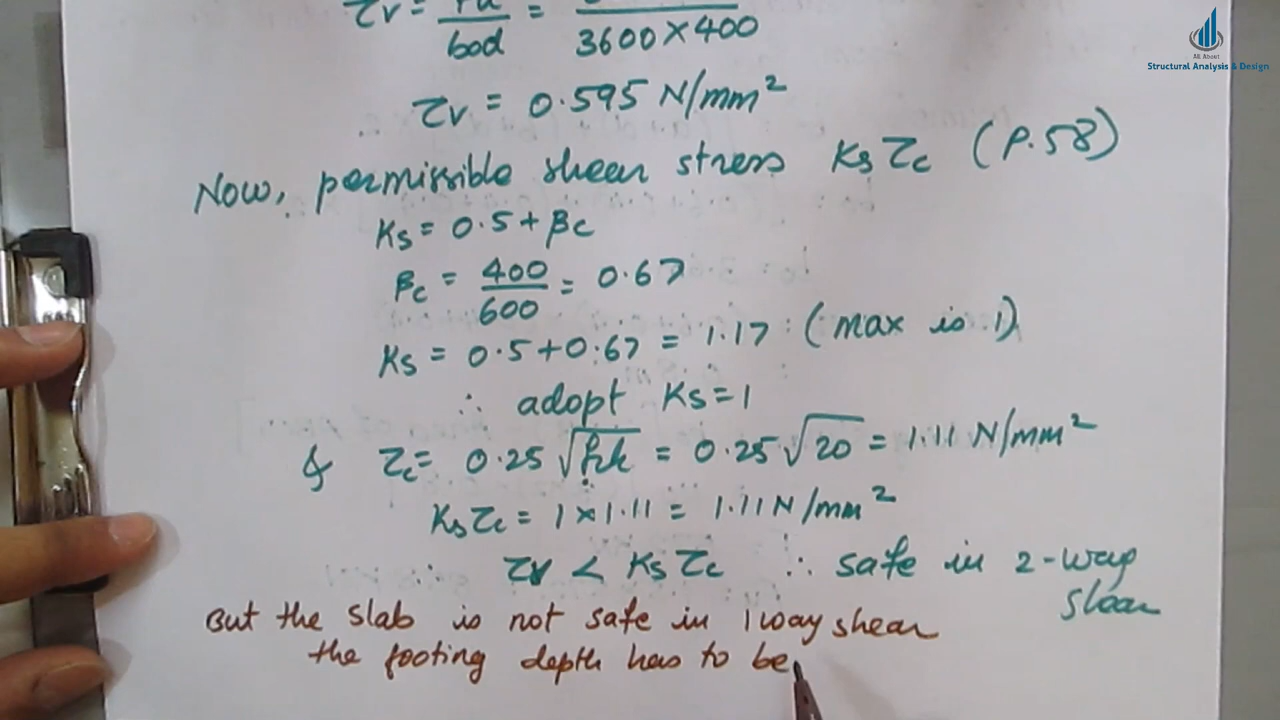 τv = Vu/bod = /3600×400
τv = 0.595 N/mm²
Now, permissible shear stress Ks τc (P.58)
Ks = 0.5 + βc
βc = 400/600 = 0.67
Ks = 0.5+0.67 = 1.17 (max is 1)
∴ adopt Ks=1
& τc = 0.25 √fck = 0.25 √20 = 1.11 N/mm²
Ks τc = 1×1.11 = 1.11 N/mm²
τv < Ks τc ∴ safe in 2-way
shear
But the slab is not safe in 1 way shear
the footing depth has to be
All About
Structural Analysis & Design